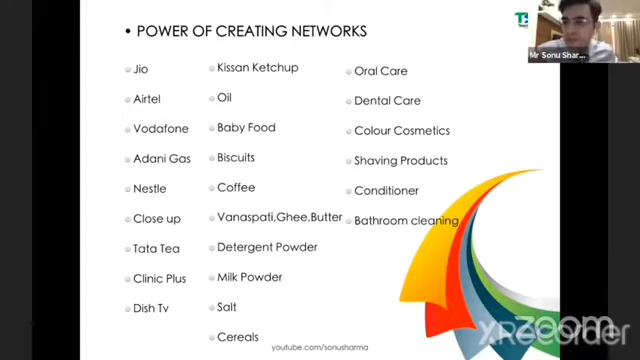 POWER OF CREATING NETWORKS
Jio
Airtel
Vodafone
Adani Gas
Nestle
Close up
Tata Tea
Clinic Plus
Dish Tv
Kissan Ketchup
Oil
Baby Food
Biscuits
Coffee
Vanaspati,Ghee,Butter
Detergent Powder
Milk Powder
Salt
Cereals
Oral Care
Dental Care
Colour Cosmetics
Shaving Products
Conditioner
Bathroom cleaning
Mr Sonu Shar...
youtube.com/sonusharma
zoom
XRecorder